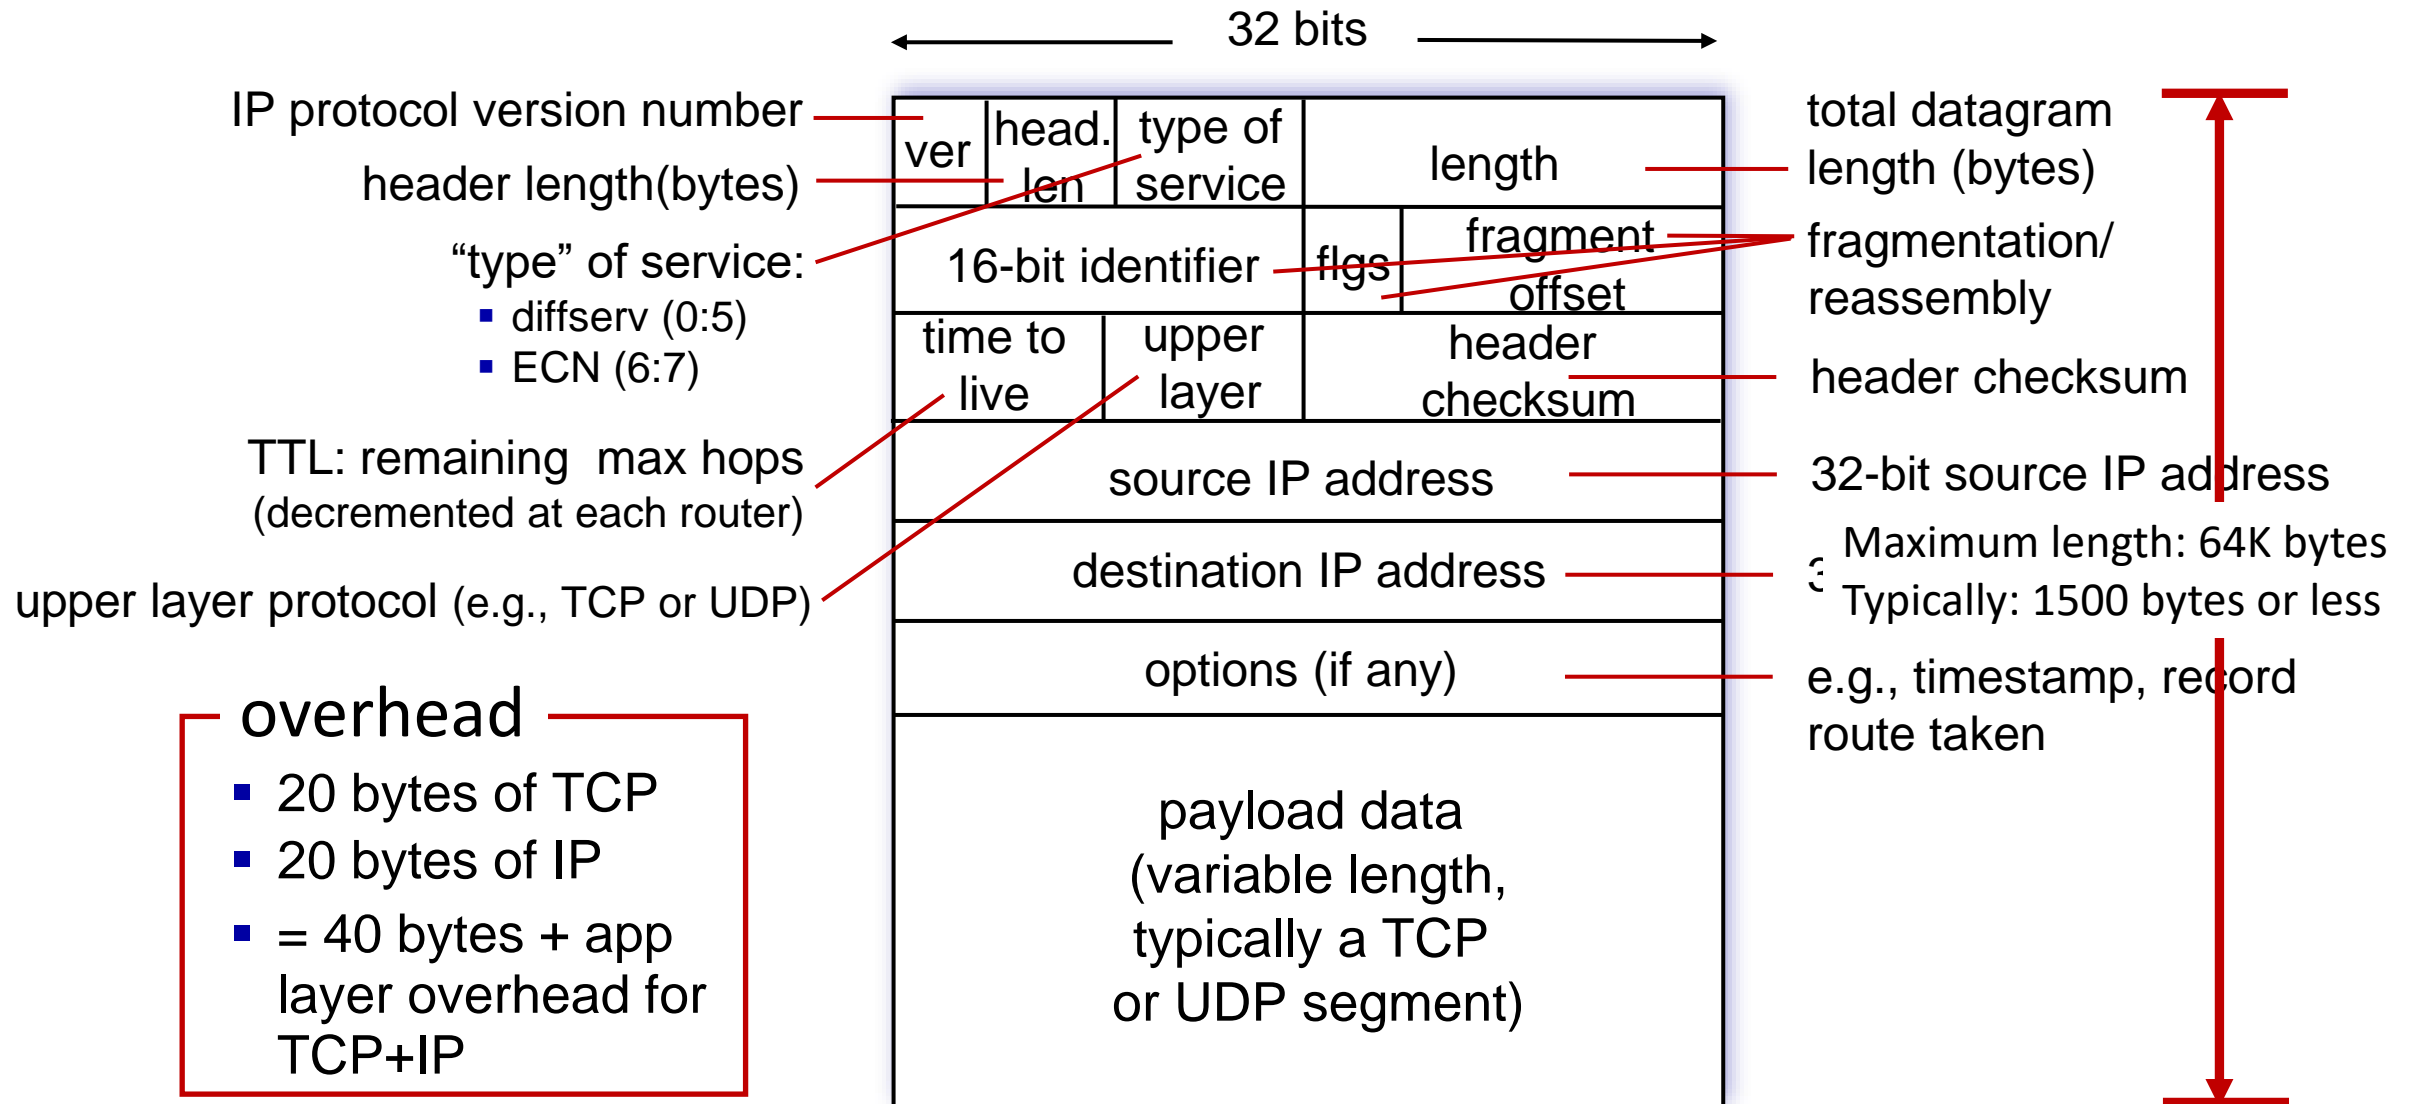 32 bits
IP protocol version number
header length(bytes)
“type” of service:
▪ diffserv (0:5)
▪ ECN (6:7)
TTL: remaining max hops
(decremented at each router)
upper layer protocol (e.g., TCP or UDP)
overhead
▪ 20 bytes of TCP
▪ 20 bytes of IP
▪ = 40 bytes + app
layer overhead for
TCP+IP
ver
head.
len
type of
service
length
16-bit identifier
flgs
fragment
offset
time to
live
upper
layer
header
checksum
source IP address
destination IP address
options (if any)
payload data
(variable length,
typically a TCP
or UDP segment)
total datagram
length (bytes)
fragmentation/
reassembly
header checksum
32-bit source IP address
Maximum length: 64K bytes
Typically: 1500 bytes or less
e.g., timestamp, record
route taken